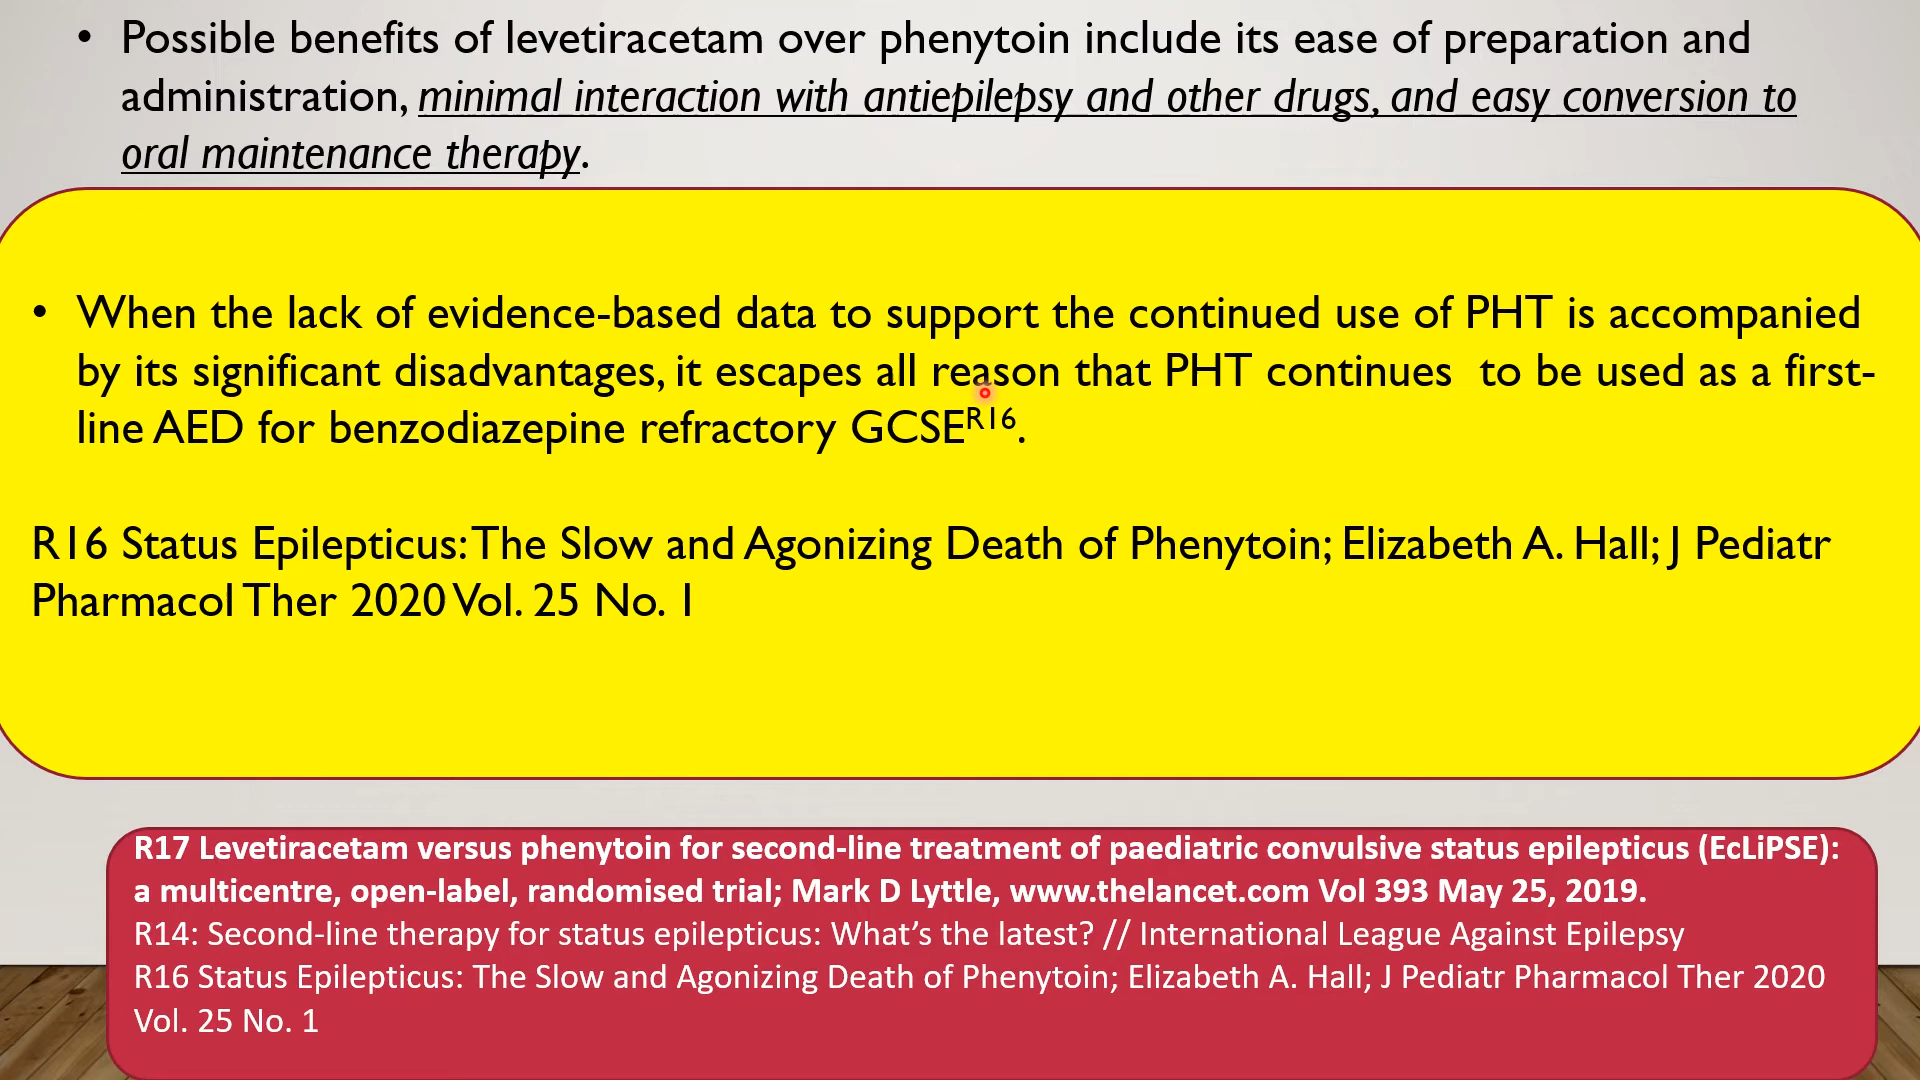 • Possible benefits of levetiracetam over phenytoin include its ease of preparation and
administration, minimal interaction with antiepilepsy and other drugs, and easy conversion to
oral maintenance therapy.
• When the lack of evidence-based data to support the continued use of PHT is accompanied
by its significant disadvantages, it escapes all reason that PHT continues to be used as a first-
line AED for benzodiazepine refractory GCSER16.
R16 Status Epilepticus: The Slow and Agonizing Death of Phenytoin; Elizabeth A. Hall; J Pediatr
Pharmacol Ther 2020 Vol. 25 No. 1
R17 Levetiracetam versus phenytoin for second-line treatment of paediatric convulsive status epilepticus (EcLiPSE):
a multicentre, open-label, randomised trial; Mark D Lyttle, www.thelancet.com Vol 393 May 25, 2019.
R14: Second-line therapy for status epilepticus: What’s the latest? // International League Against Epilepsy
R16 Status Epilepticus: The Slow and Agonizing Death of Phenytoin; Elizabeth A. Hall; J Pediatr Pharmacol Ther 2020
Vol. 25 No. 1